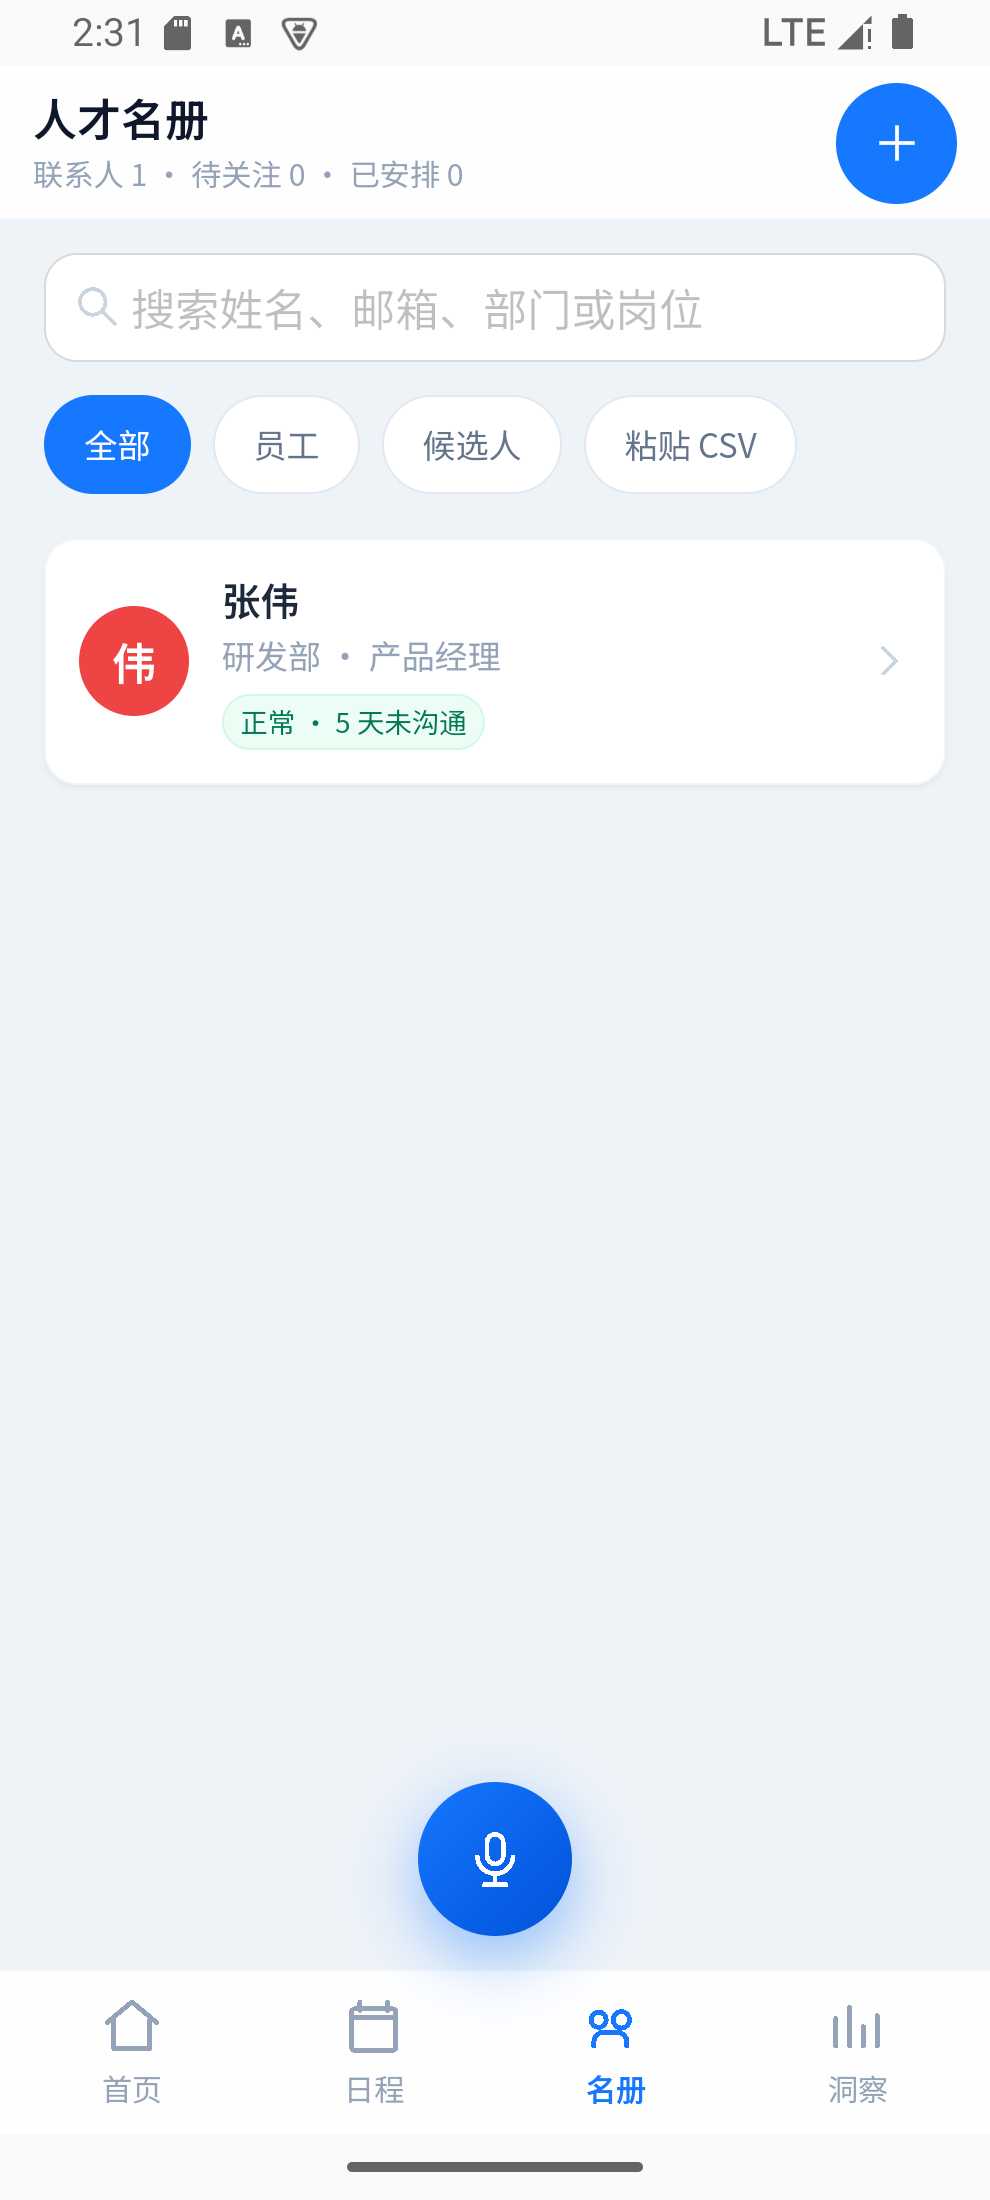 2:31
LTE
人才名册
联系人 1 · 待关注 0 · 已安排 0
搜索姓名、邮箱、部门或岗位
全部 员工 候选人 粘贴 CSV
张伟
伟
研发部 · 产品经理
正常 · 5 天未沟通
首页 日程 名册 洞察